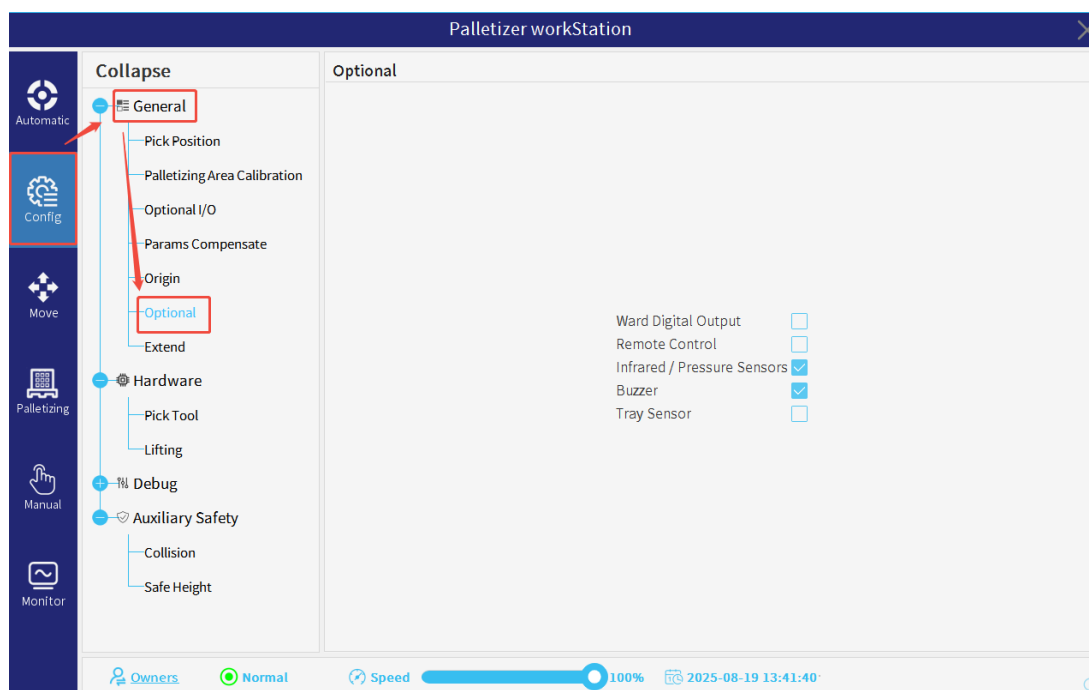 Palletizer workStation
Automatic
Config
Move
Palletizing
Manual
Monitor
Collapse
General
Pick Position
Palletizing Area Calibration
Optional I/O
Params Compensate
Origin
Optional
Extend
Hardware
Pick Tool
Lifting
Debug
Auxiliary Safety
Collision
Safe Height
Optional
Ward Digital Output
Remote Control
Infrared / Pressure Sensors
Buzzer
Tray Sensor
Owners Normal Speed 100% 2025-08-19 13:41:40